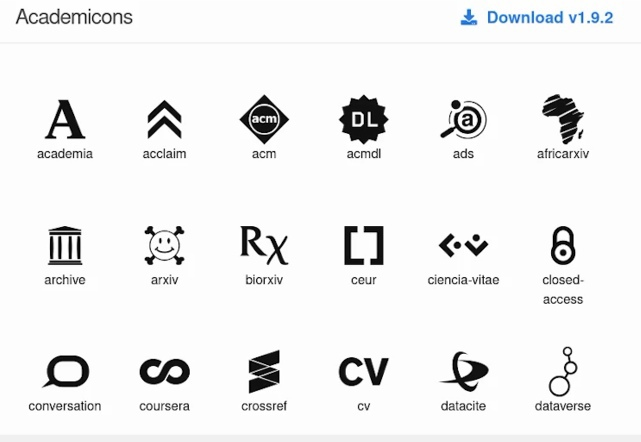 Academicons
Download v1.9.2
A acm DL a
academia acclaim acm acmdl ads africarxiv
Rχ
archive arxiv biorxiv ceur ciencia-vitae closed-
access
CV
conversation coursera crossref cv datacite dataverse